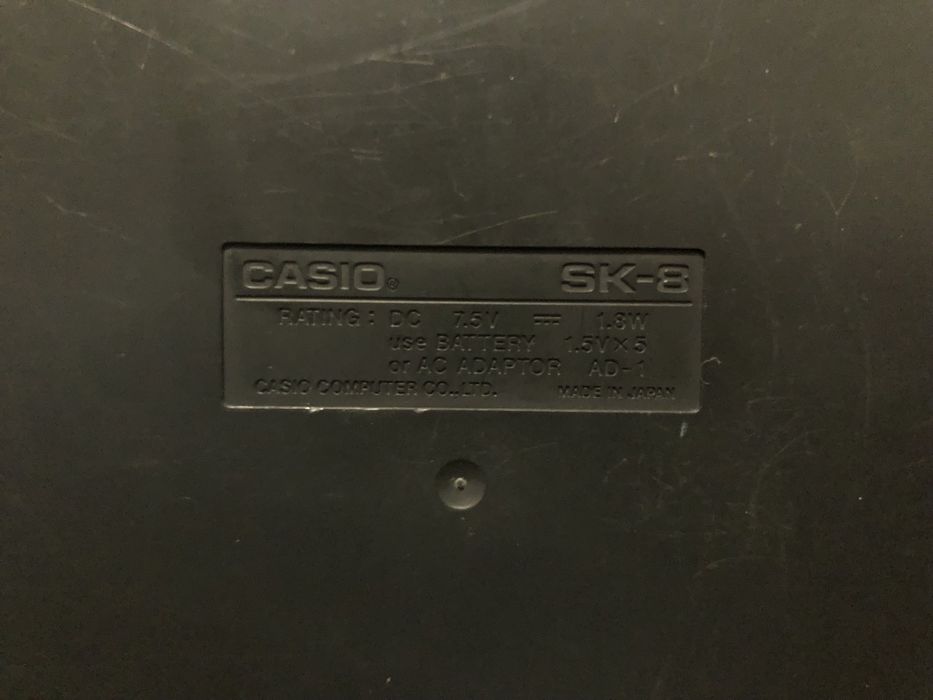 CASIO® SK-8
RATING : DC 7.5V ⎓ 1.8W
use BATTERY 1.5V×5
or AC ADAPTOR AD-1
CASIO COMPUTER CO.,LTD. MADE IN JAPAN